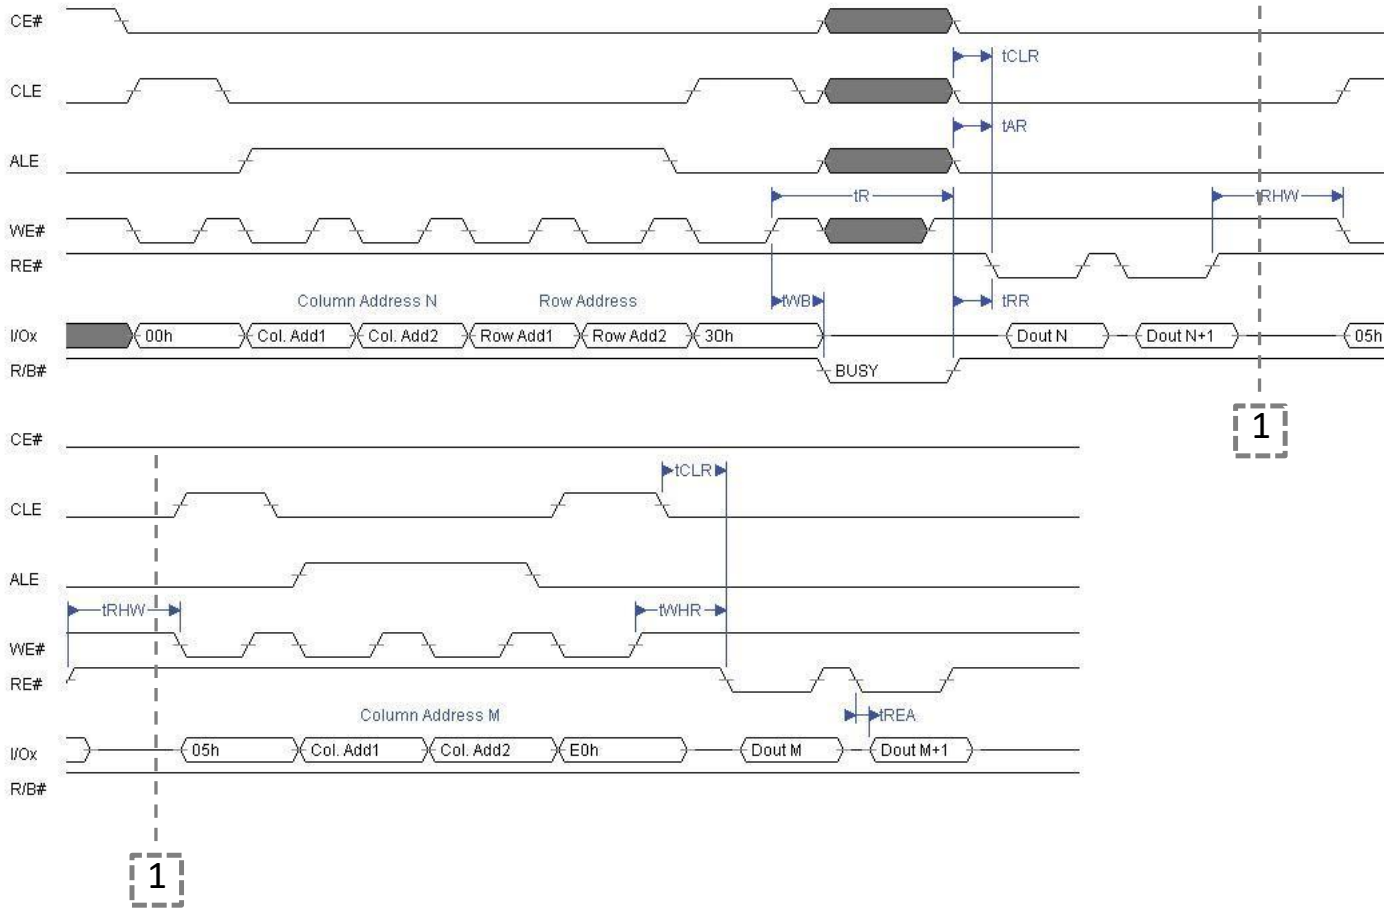 CE#
tCLR
CLE
tAR
ALE
tR
tRHW
WE#
RE#
Column Address N
Row Address
tWB
tRR
I/Ox
00h
Col. Add1
Col. Add2
Row Add1
Row Add2
30h
Dout N
Dout N+1
05h
R/B#
BUSY
1
CE#
tCLR
CLE
ALE
tRHW
tWHR
WE#
RE#
Column Address M
tREA
I/Ox
05h
Col. Add1
Col. Add2
E0h
Dout M
Dout M+1
R/B#
1